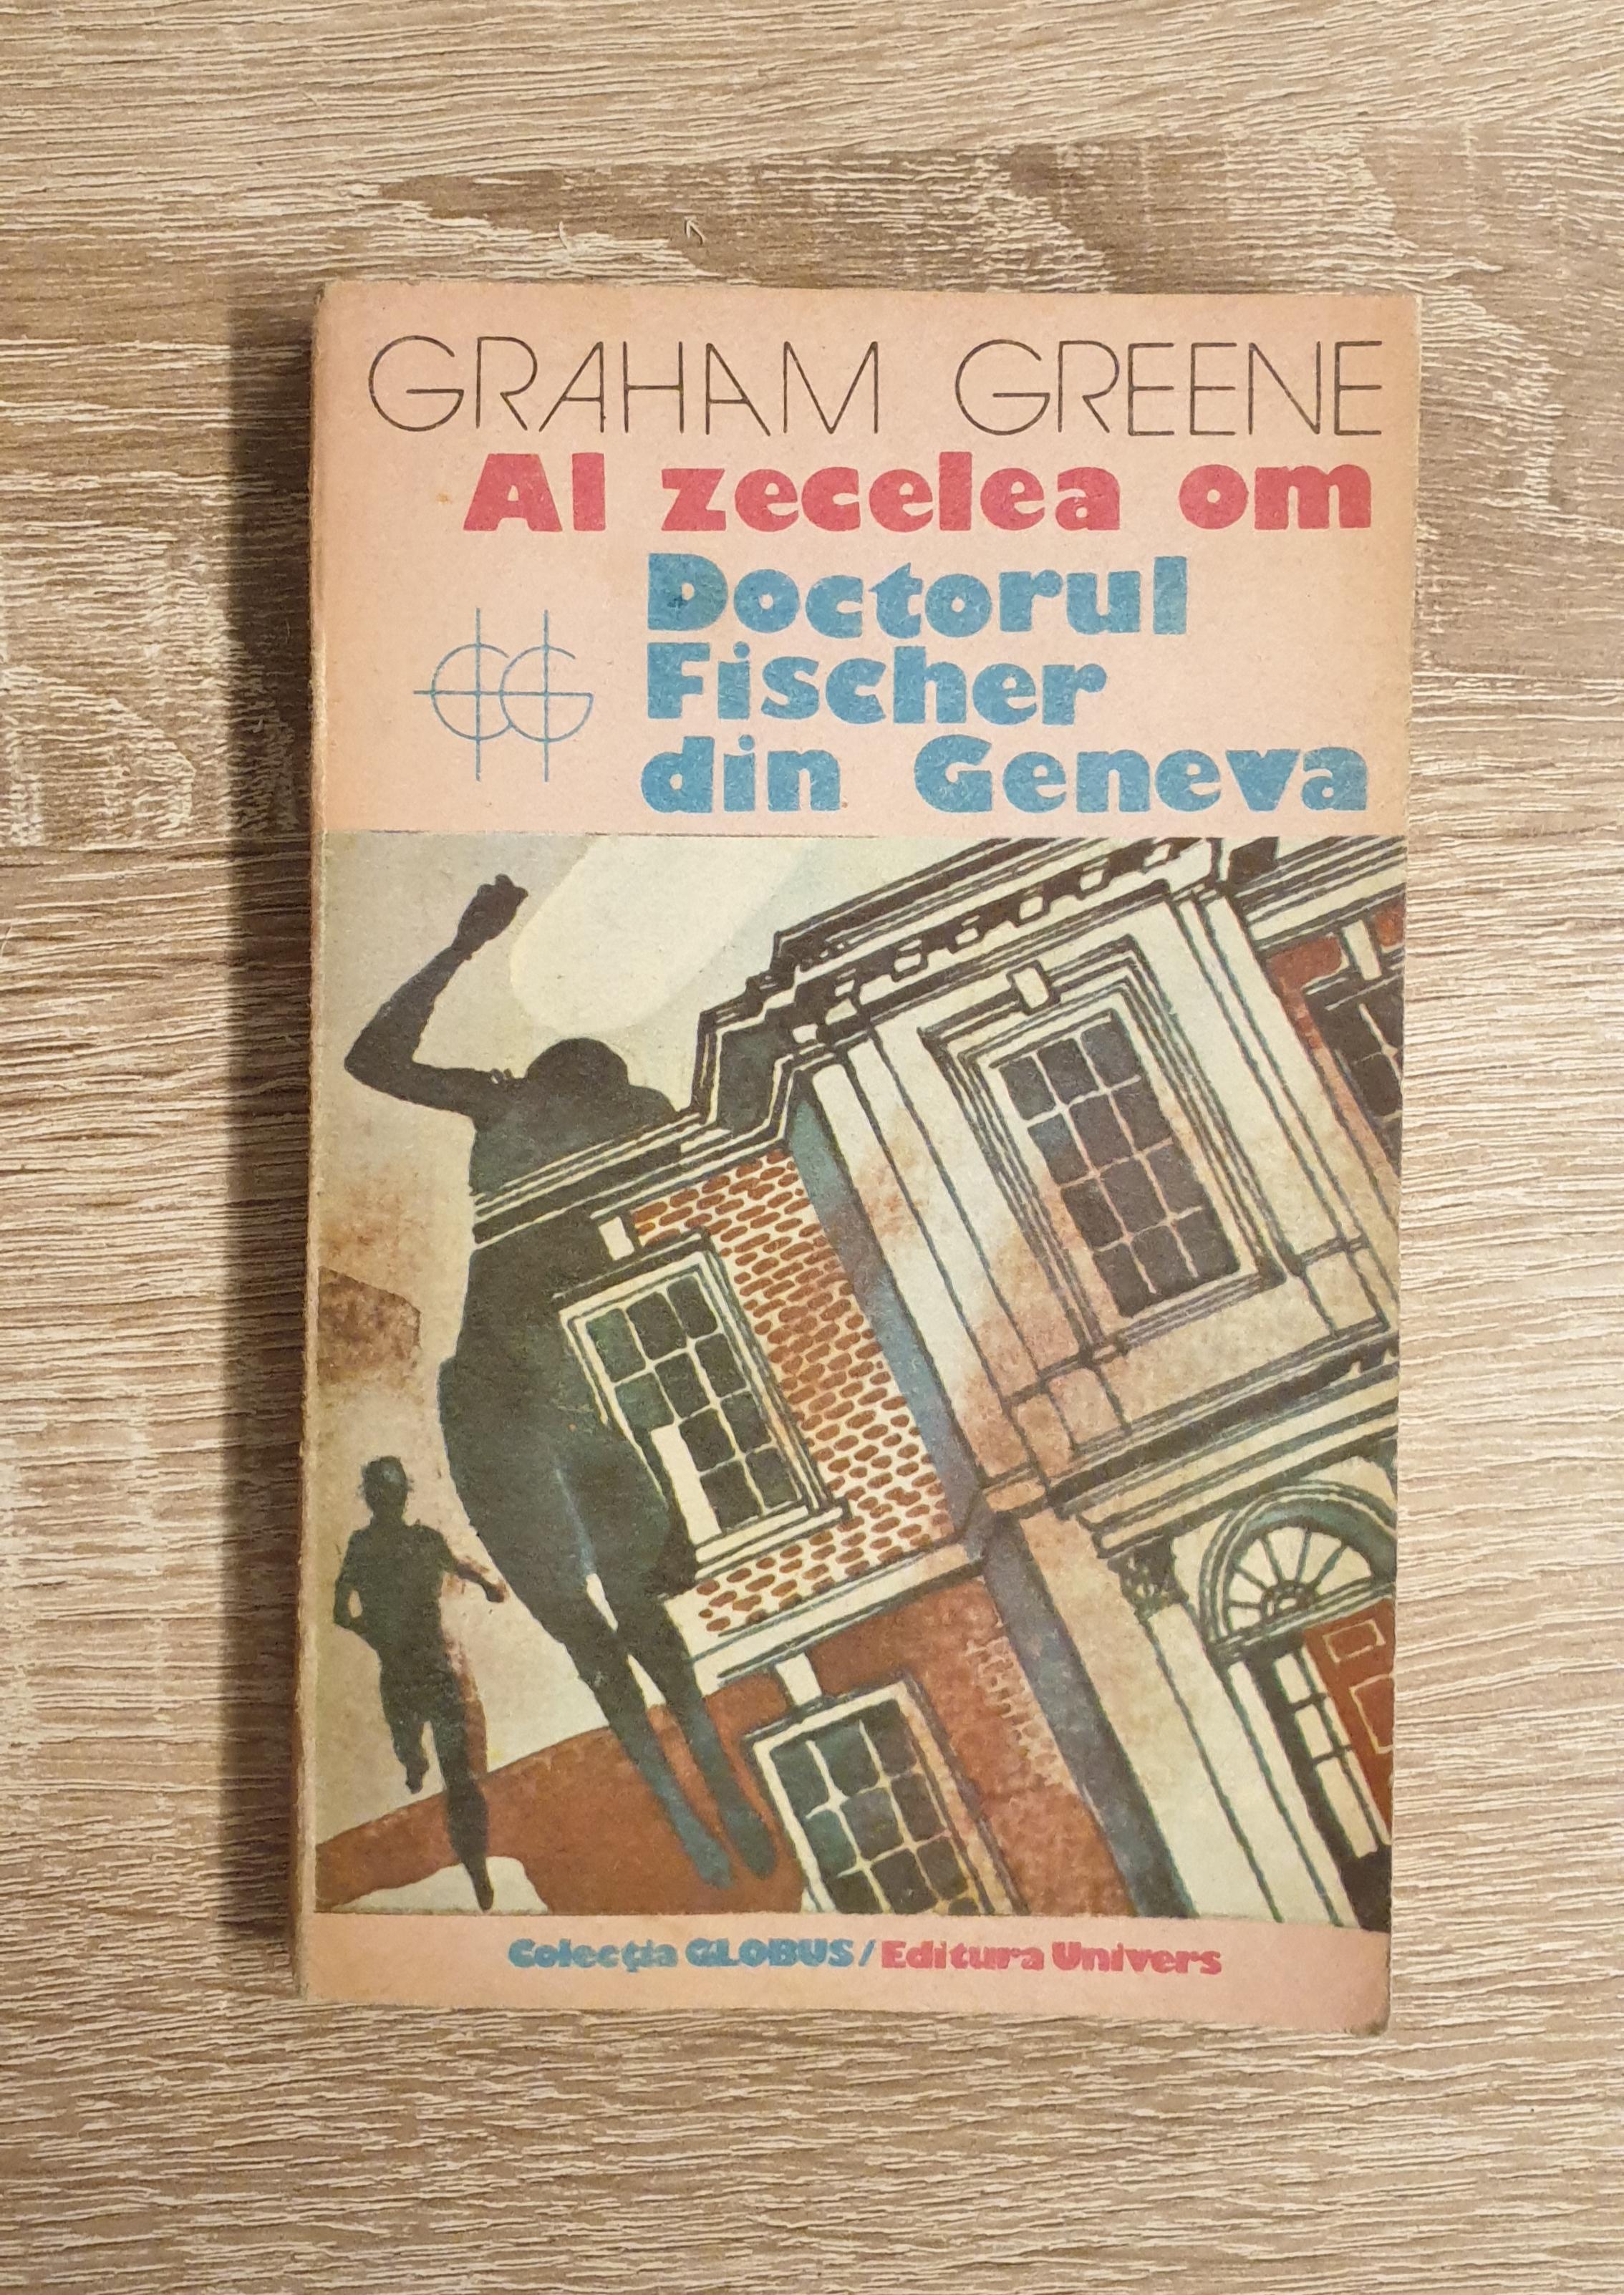 GRAHAM GREENE
Al zecelea om
Doctorul
Fischer
din Geneva
Colecția GLOBUS/Editura Univers